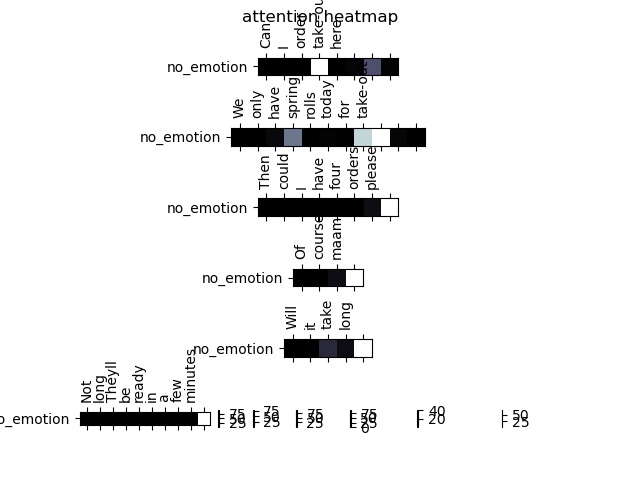 attention heatmap
Can I order take-out here
no_emotion
We only have spring rolls today for take-out
no_emotion
Then could I have four orders please
no_emotion
Of course maam
no_emotion
Will it take long
no_emotion
Not long Theyll be ready in a few minutes
o_emotion
75 75 75 75 40 50
50 50 50 50 20 25
25 25 25 25
0